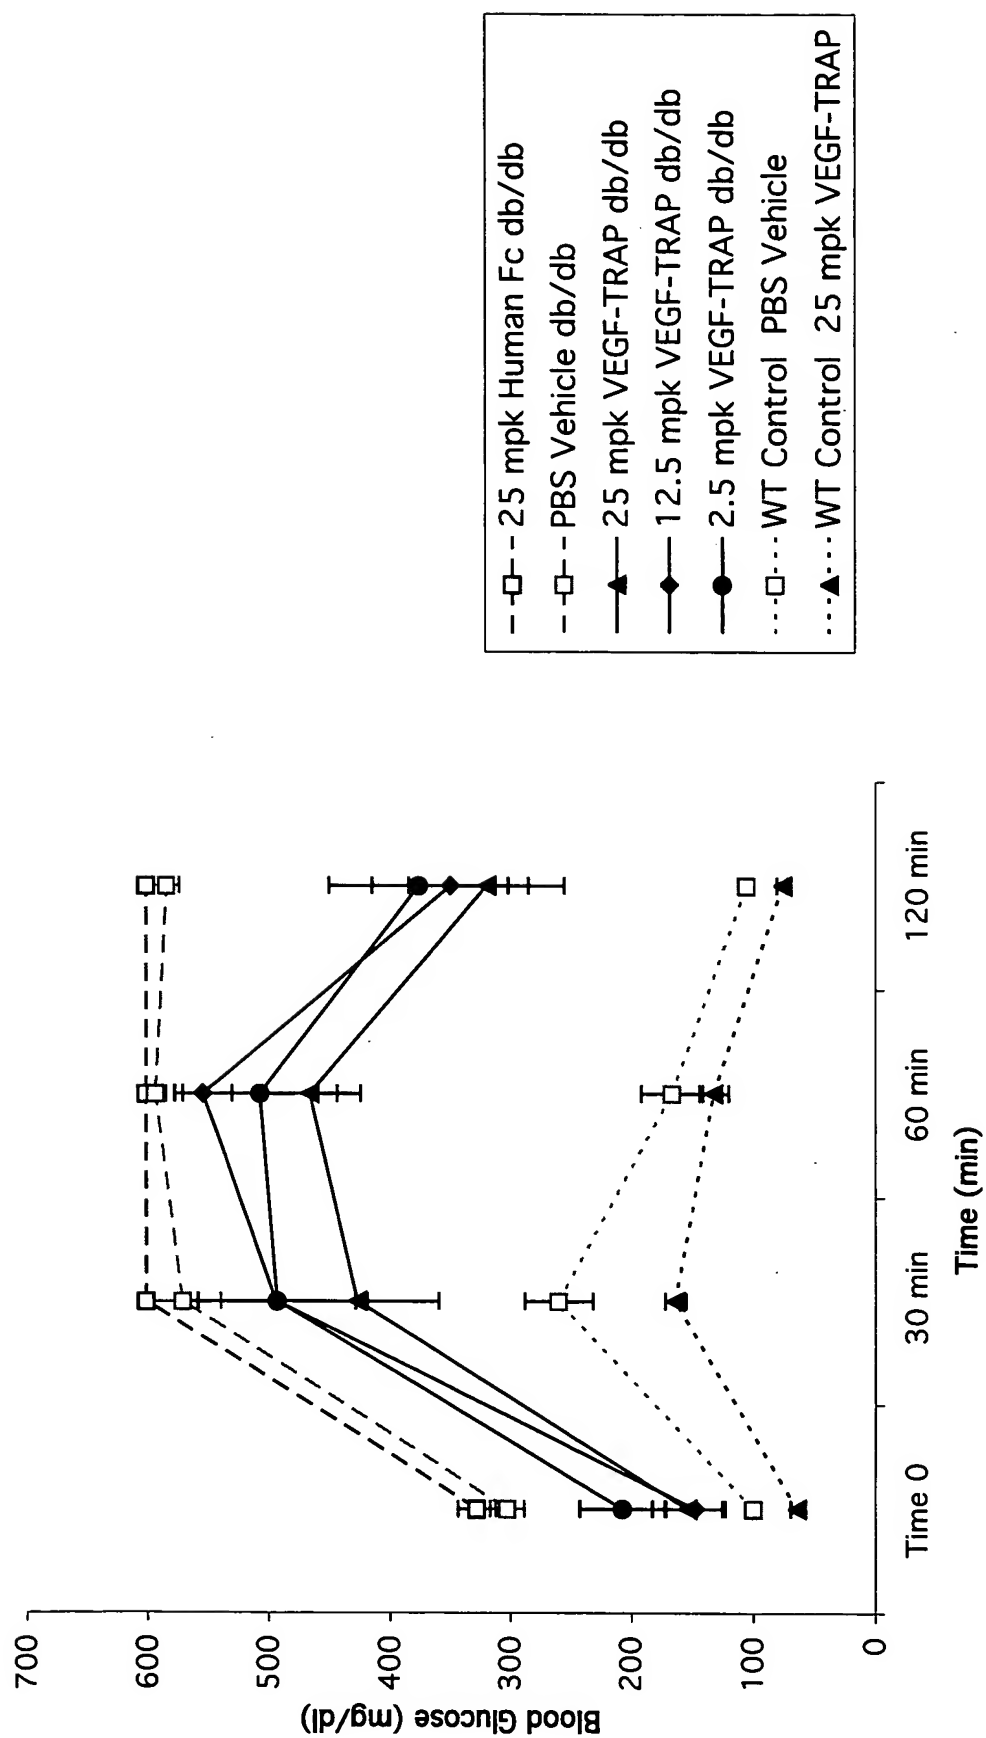 700
600
500
400
300
200
100
0
Blood Glucose (mg/dl)
Time 0
30 min
60 min
120 min
Time (min)
25 mpk Human Fc db/db
PBS Vehicle db/db
25 mpk VEGF-TRAP db/db
12.5 mpk VEGF-TRAP db/db
2.5 mpk VEGF-TRAP db/db
WT Control PBS Vehicle
WT Control 25 mpk VEGF-TRAP